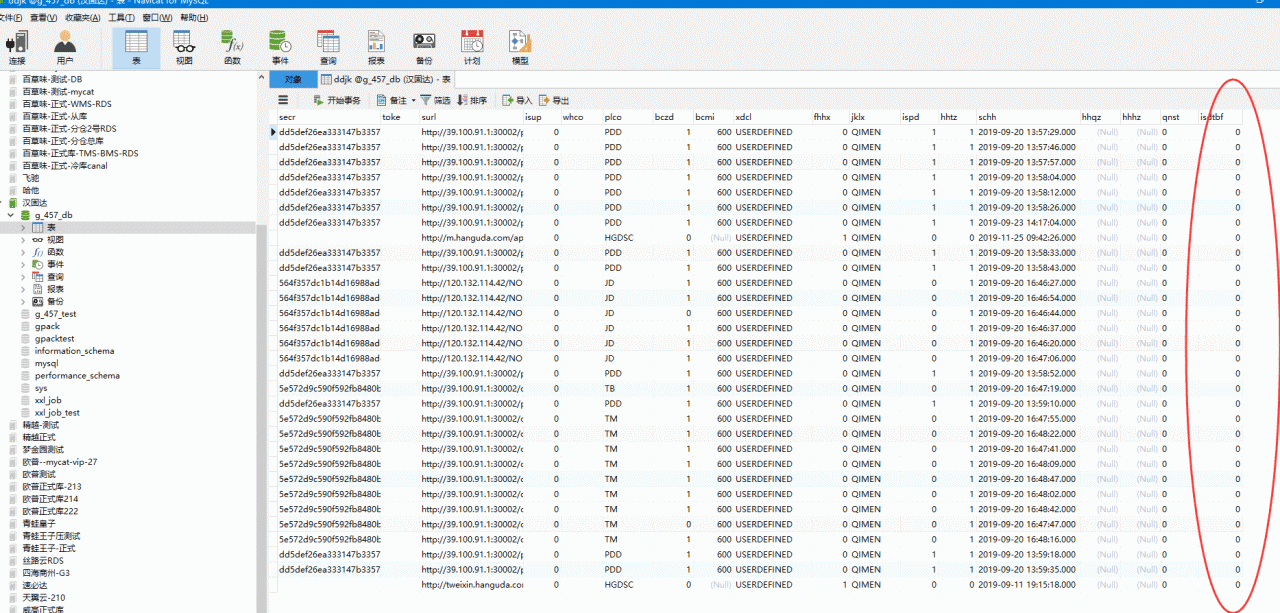 ddjk @g_457_db (汉固达) - 表 - Navicat for MySQL
文件(F) 查看(V) 收藏夹(A) 工具(T) 窗口(W) 帮助(H)
连接 用户 表 视图 函数 事件 查询 报表 备份 计划 模型
百草味-测试-DB
百草味-测试-mycat
百草味-正式-WMS-RDS
百草味-正式-从库
百草味-正式-分仓2号RDS
百草味-正式-分仓总库
百草味-正式库-TMS-BMS-RDS
百草味-正式-冷库canal
飞驰
哈他
汉固达
g_457_db
表
视图
函数
事件
查询
报表
备份
g_457_test
gpack
gpacktest
information_schema
mysql
performance_schema
sys
xxl_job
xxl_job_test
精越-测试
精越正式
梦金园测试
欧普--mycat-vip-27
欧普测试
欧普正式库-213
欧普正式库214
欧普正式库222
青蛙皇子
青蛙王子压测试
青蛙王子-正式
丝路云RDS
四海商州-G3
速必达
天翼云-210
威高正式库
对象 ddjk @g_457_db (汉固达) - 表
开始事务 备注 筛选 排序 导入 导出
secr toke surl isup whco plco bczd bcmi xdcl fhhx jklx ispd hhtz schh hhqz hhhz qnst isdtbf
dd5def26ea333147b3357 http://39.100.91.1:30002/p 0 PDD 1 600 USERDEFINED 0 QIMEN 1 1 2019-09-20 13:57:29.000 (Null) (Null) 0 0
dd5def26ea333147b3357 http://39.100.91.1:30002/p 0 PDD 1 600 USERDEFINED 0 QIMEN 1 1 2019-09-20 13:57:46.000 (Null) (Null) 0 0
dd5def26ea333147b3357 http://39.100.91.1:30002/p 0 PDD 1 600 USERDEFINED 0 QIMEN 1 1 2019-09-20 13:57:57.000 (Null) (Null) 0 0
dd5def26ea333147b3357 http://39.100.91.1:30002/p 0 PDD 1 600 USERDEFINED 0 QIMEN 1 1 2019-09-20 13:58:04.000 (Null) (Null) 0 0
dd5def26ea333147b3357 http://39.100.91.1:30002/p 0 PDD 1 600 USERDEFINED 0 QIMEN 1 1 2019-09-20 13:58:12.000 (Null) (Null) 0 0
dd5def26ea333147b3357 http://39.100.91.1:30002/p 0 PDD 1 600 USERDEFINED 0 QIMEN 1 1 2019-09-20 13:58:26.000 (Null) (Null) 0 0
dd5def26ea333147b3357 http://39.100.91.1:30002/p 0 PDD 1 600 USERDEFINED 0 QIMEN 1 1 2019-09-23 14:17:04.000 (Null) (Null) 0 0
http://m.hanguda.com/ap 0 HGDSC 0 (Null) USERDEFINED 1 QIMEN 0 0 2019-11-25 09:42:26.000 (Null) (Null) 0 0
dd5def26ea333147b3357 http://39.100.91.1:30002/p 0 PDD 1 600 USERDEFINED 0 QIMEN 1 1 2019-09-20 13:58:33.000 (Null) (Null) 0 0
dd5def26ea333147b3357 http://39.100.91.1:30002/p 0 PDD 1 600 USERDEFINED 0 QIMEN 1 1 2019-09-20 13:58:43.000 (Null) (Null) 0 0
564f357dc1b14d16988ad http://120.132.114.42/NO 0 JD 1 600 USERDEFINED 0 QIMEN 0 1 2019-09-20 16:46:27.000 (Null) (Null) 0 0
564f357dc1b14d16988ad http://120.132.114.42/NO 0 JD 1 600 USERDEFINED 0 QIMEN 0 1 2019-09-20 16:46:54.000 (Null) (Null) 0 0
564f357dc1b14d16988ad http://120.132.114.42/NO 0 JD 0 600 USERDEFINED 0 QIMEN 0 1 2019-09-20 16:46:44.000 (Null) (Null) 0 0
564f357dc1b14d16988ad http://120.132.114.42/NO 0 JD 1 600 USERDEFINED 0 QIMEN 0 1 2019-09-20 16:46:37.000 (Null) (Null) 0 0
564f357dc1b14d16988ad http://120.132.114.42/NO 0 JD 1 600 USERDEFINED 0 QIMEN 0 1 2019-09-20 16:46:20.000 (Null) (Null) 0 0
564f357dc1b14d16988ad http://120.132.114.42/NO 0 JD 1 600 USERDEFINED 0 QIMEN 0 1 2019-09-20 16:47:06.000 (Null) (Null) 0 0
dd5def26ea333147b3357 http://39.100.91.1:30002/p 0 PDD 1 600 USERDEFINED 0 QIMEN 1 1 2019-09-20 13:58:52.000 (Null) (Null) 0 0
5e572d9c590f592fb8480b http://39.100.91.1:30002/c 0 TB 1 600 USERDEFINED 0 QIMEN 0 1 2019-09-20 16:47:19.000 (Null) (Null) 0 0
dd5def26ea333147b3357 http://39.100.91.1:30002/p 0 PDD 1 600 USERDEFINED 0 QIMEN 1 1 2019-09-20 13:59:10.000 (Null) (Null) 0 0
5e572d9c590f592fb8480b http://39.100.91.1:30002/c 0 TM 1 600 USERDEFINED 0 QIMEN 0 1 2019-09-20 16:47:55.000 (Null) (Null) 0 0
5e572d9c590f592fb8480b http://39.100.91.1:30002/c 0 TM 1 600 USERDEFINED 0 QIMEN 0 1 2019-09-20 16:48:22.000 (Null) (Null) 0 0
5e572d9c590f592fb8480b http://39.100.91.1:30002/c 0 TM 1 600 USERDEFINED 0 QIMEN 0 1 2019-09-20 16:47:41.000 (Null) (Null) 0 0
5e572d9c590f592fb8480b http://39.100.91.1:30002/c 0 TM 1 600 USERDEFINED 0 QIMEN 0 1 2019-09-20 16:48:09.000 (Null) (Null) 0 0
5e572d9c590f592fb8480b http://39.100.91.1:30002/c 0 TM 1 600 USERDEFINED 0 QIMEN 0 1 2019-09-20 16:48:47.000 (Null) (Null) 0 0
5e572d9c590f592fb8480b http://39.100.91.1:30002/c 0 TM 1 600 USERDEFINED 0 QIMEN 0 1 2019-09-20 16:48:02.000 (Null) (Null) 0 0
5e572d9c590f592fb8480b http://39.100.91.1:30002/c 0 TM 1 600 USERDEFINED 0 QIMEN 0 1 2019-09-20 16:48:42.000 (Null) (Null) 0 0
5e572d9c590f592fb8480b http://39.100.91.1:30002/c 0 TM 0 600 USERDEFINED 0 QIMEN 0 1 2019-09-20 16:47:47.000 (Null) (Null) 0 0
5e572d9c590f592fb8480b http://39.100.91.1:30002/c 0 TM 1 600 USERDEFINED 0 QIMEN 0 1 2019-09-20 16:48:16.000 (Null) (Null) 0 0
dd5def26ea333147b3357 http://39.100.91.1:30002/p 0 PDD 1 600 USERDEFINED 0 QIMEN 1 1 2019-09-20 13:59:18.000 (Null) (Null) 0 0
dd5def26ea333147b3357 http://39.100.91.1:30002/p 0 PDD 1 600 USERDEFINED 0 QIMEN 1 1 2019-09-20 13:59:35.000 (Null) (Null) 0 0
http://tweixin.hanguda.co 0 HGDSC 0 (Null) USERDEFINED 1 QIMEN 0 0 2019-09-11 19:15:18.000 (Null) (Null) 0 0